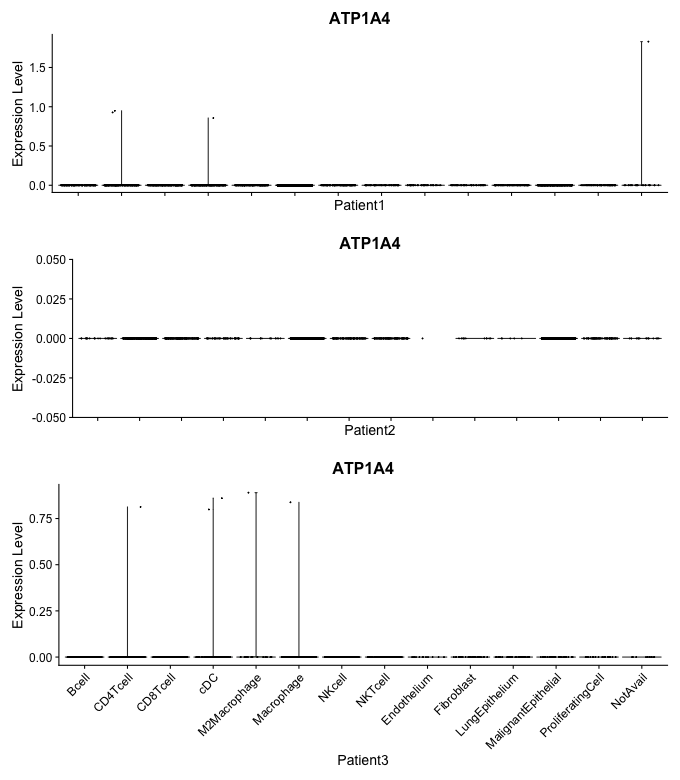 ATP1A4
Expression Level
1.5
1.0
0.5
0.0
Patient1
ATP1A4
Expression Level
0.050
0.025
0.000
-0.025
-0.050
Patient2
ATP1A4
Expression Level
0.75
0.50
0.25
0.00
Bcell
CD4Tcell
CD8Tcell
cDC
M2Macrophage
Macrophage
NKcell
NKTcell
Endothelium
Fibroblast
LungEpithelium
MalignantEpithelial
ProliferatingCell
NotAvail
Patient3